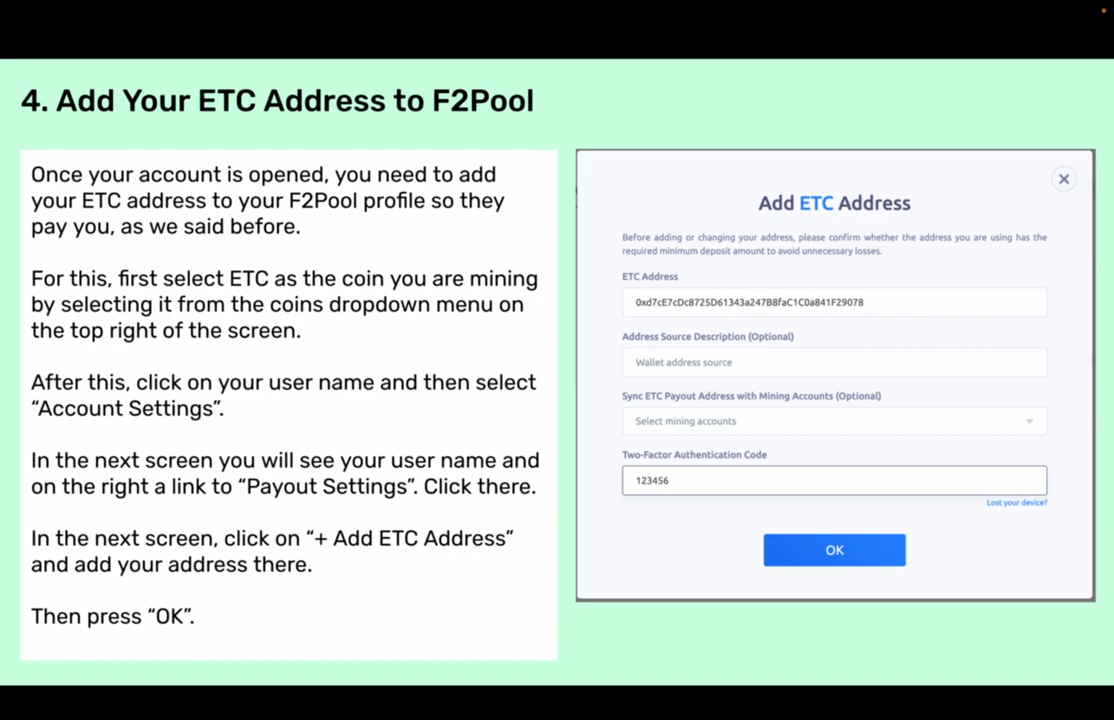 4. Add Your ETC Address to F2Pool
Once your account is opened, you need to add
your ETC address to your F2Pool profile so they
pay you, as we said before.
For this, first select ETC as the coin you are mining
by selecting it from the coins dropdown menu on
the top right of the screen.
After this, click on your user name and then select
“Account Settings”.
In the next screen you will see your user name and
on the right a link to “Payout Settings”. Click there.
In the next screen, click on “+ Add ETC Address”
and add your address there.
Then press “OK”.
Add ETC Address
Before adding or changing your address, please confirm whether the address you are using has the
required minimum deposit amount to avoid unnecessary losses.
ETC Address
0xd7cE7cDc8725D61343a247B8faC1C0a841F29078
Address Source Description (Optional)
Wallet address source
Sync ETC Payout Address with Mining Accounts (Optional)
Select mining accounts
Two-Factor Authentication Code
123456
Lost your device?
OK